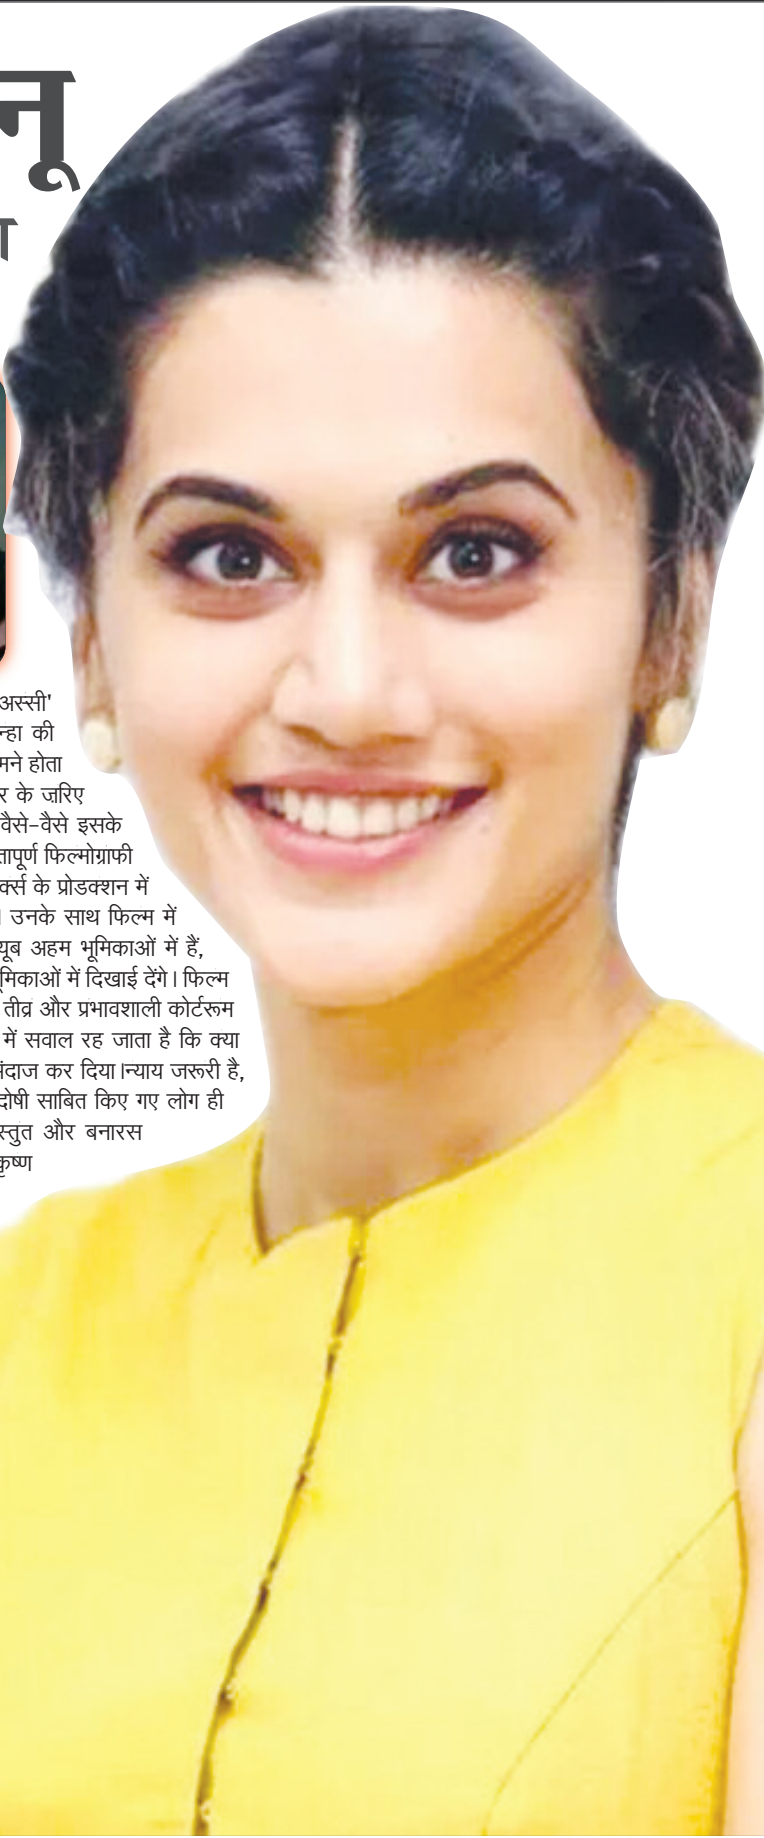 नू
अस्सी'
न्हा की
मने होता
र के जरिए
वैसे-वैसे इसके
तापूर्ण फिल्मोग्राफी
र्क्स के प्रोडक्शन में
। उनके साथ फिल्म में
यूब अहम भूमिकाओं में हैं,
मिकाओं में दिखाई देंगे। फिल्म
तीव्र और प्रभावशाली कोर्टरूम
में सवाल रह जाता है कि क्या
ंदाज कर दिया।न्याय जरूरी है,
दोषी साबित किए गए लोग ही
स्तुत और बनारस
कृष्ण